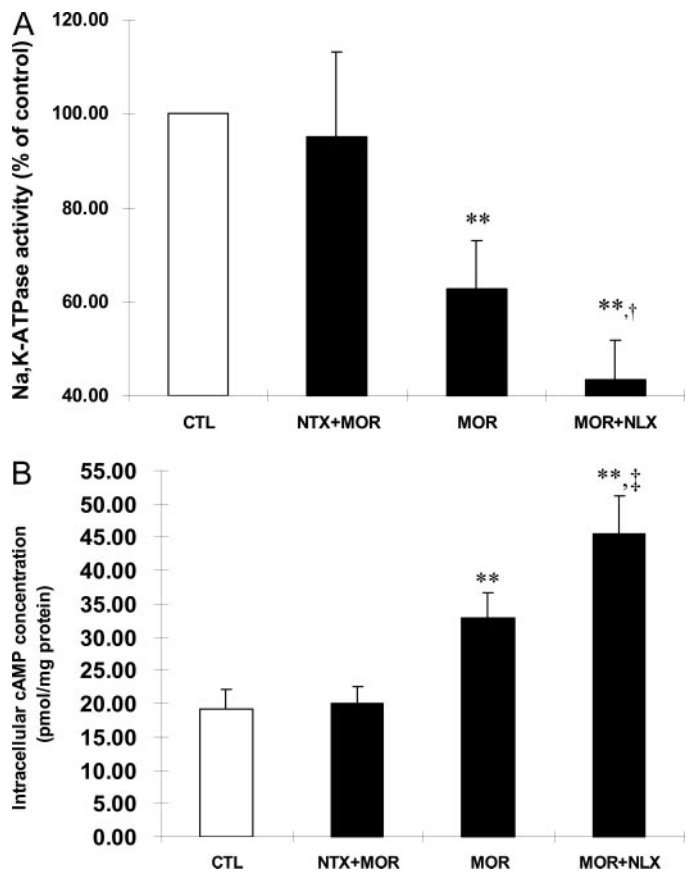 A
Na,K-ATPase activity (% of control)
120.00
100.00
80.00
60.00
40.00
**
**,†
CTL
NTX+MOR
MOR
MOR+NLX
B
Intracellular cAMP concentration
(pmol/mg protein)
55.00
50.00
45.00
40.00
35.00
30.00
25.00
20.00
15.00
10.00
5.00
0.00
**
**,‡
CTL
NTX+MOR
MOR
MOR+NLX